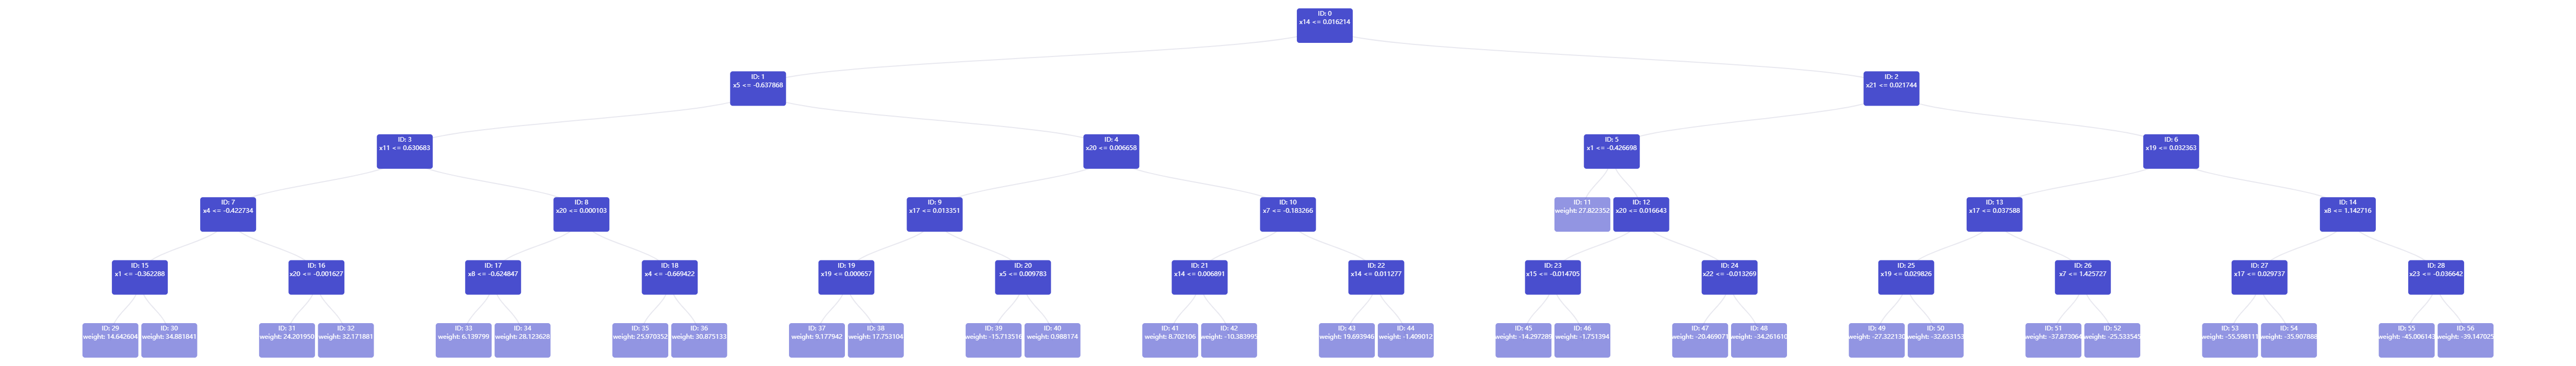 ID: 0
x14 <= 0.016214
ID: 1
x5 <= -0.637868
ID: 2
x21 <= 0.021744
ID: 3
x11 <= 0.630683
ID: 4
x20 <= 0.006658
ID: 5
x1 <= -0.426698
ID: 6
x19 <= 0.032363
ID: 7
x4 <= -0.422734
ID: 8
x20 <= 0.000103
ID: 9
x17 <= 0.013351
ID: 10
x7 <= -0.183266
ID: 11
weight: 27.822352
ID: 12
x20 <= 0.016643
ID: 13
x17 <= 0.037588
ID: 14
x8 <= 1.142716
ID: 15
x1 <= -0.362288
ID: 16
x20 <= -0.001627
ID: 17
x8 <= -0.624847
ID: 18
x4 <= -0.669422
ID: 19
x19 <= 0.000657
ID: 20
x5 <= 0.009783
ID: 21
x14 <= 0.006891
ID: 22
x14 <= 0.011277
ID: 23
x15 <= -0.014705
ID: 24
x22 <= -0.013269
ID: 25
x19 <= 0.029826
ID: 26
x7 <= 1.425727
ID: 27
x17 <= 0.029737
ID: 28
x23 <= -0.036642
ID: 29
weight: 14.642604
ID: 30
weight: 34.881841
ID: 31
weight: 24.201950
ID: 32
weight: 32.171881
ID: 33
weight: 6.139799
ID: 34
weight: 28.123628
ID: 35
weight: 25.970352
ID: 36
weight: 30.875133
ID: 37
weight: 9.177942
ID: 38
weight: 17.753104
ID: 39
weight: -15.713516
ID: 40
weight: 0.988174
ID: 41
weight: 8.702106
ID: 42
weight: -10.383995
ID: 43
weight: 19.693946
ID: 44
weight: -1.409012
ID: 45
weight: -14.297289
ID: 46
weight: -1.751394
ID: 47
weight: -20.469071
ID: 48
weight: -34.261610
ID: 49
weight: -27.322130
ID: 50
weight: -32.653153
ID: 51
weight: -37.873064
ID: 52
weight: -25.533545
ID: 53
weight: -55.598111
ID: 54
weight: -35.907888
ID: 55
weight: -45.006143
ID: 56
weight: -39.147025